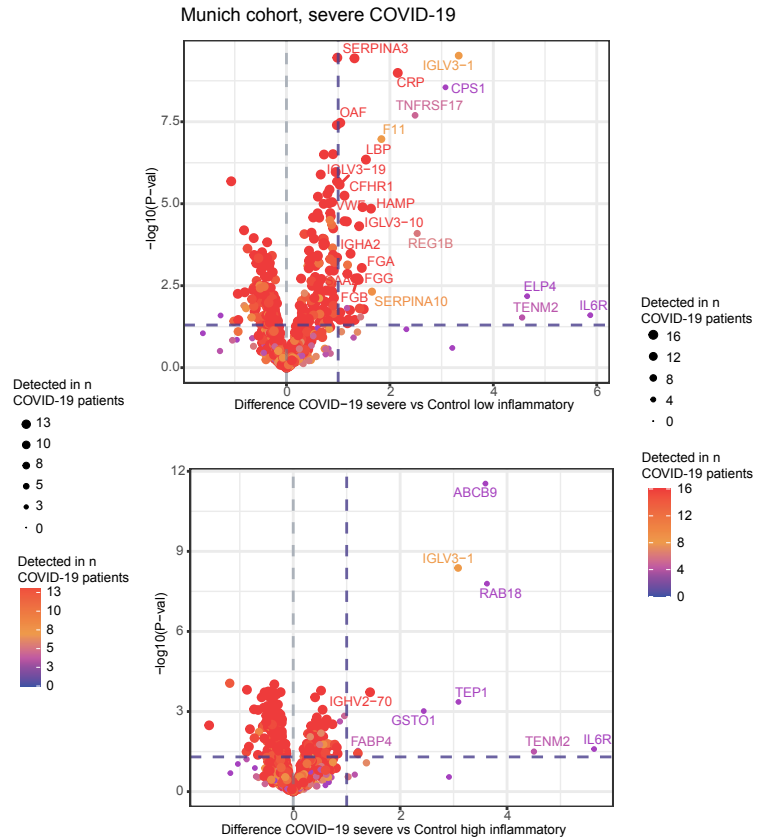 Munich cohort, severe COVID-19
SERPINA3
IGLV3−1
CRP
CPS1
TNFRSF17
OAF
F11
LBP
IGLV3−19
CFHR1
VWF
HAMP
IGLV3−10
REG1B
IGHA2
FGA
FGG
FGB
SERPINA10
ELP4
TENM2
IL6R
7.5
5.0
2.5
0.0
−log10(P-val)
0
2
4
6
Difference COVID−19 severe vs Control low inflammatory
Detected in n
COVID-19 patients
16
12
8
4
0
Detected in n
COVID-19 patients
13
10
8
5
3
0
Detected in n
COVID-19 patients
13
10
8
5
3
0
Detected in n
COVID-19 patients
16
12
8
4
0
12
9
6
3
0
−log10(P-val)
ABCB9
IGLV3−1
RAB18
TEP1
IGHV2−70
GSTO1
FABP4
TENM2
IL6R
0
2
4
Difference COVID−19 severe vs Control high inflammatory